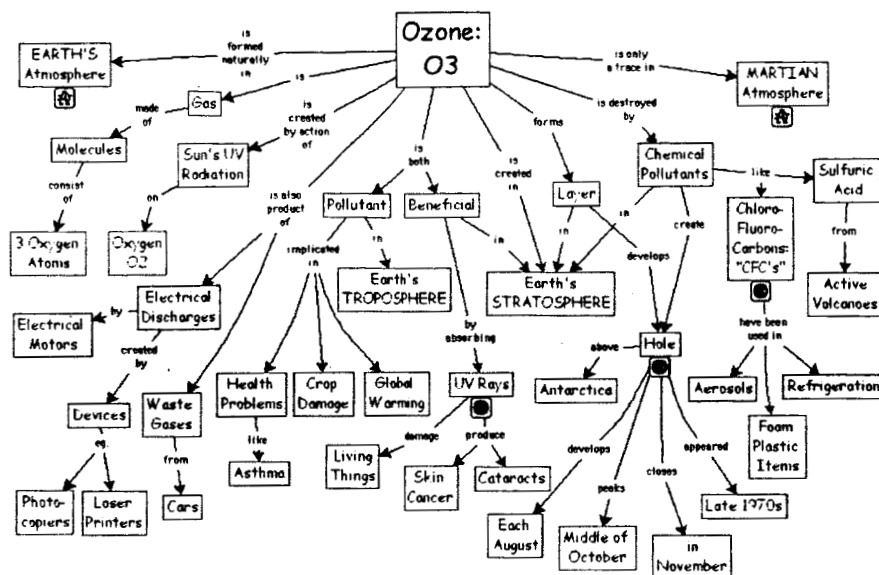 Ozone:
O3
is
formed
naturally
in
EARTH'S
Atmosphere
is only
a trace in
MARTIAN
Atmosphere
is
Gas
made
of
Molecules
consist
of
3 Oxygen
Atoms
is
created
by action
of
Sun's UV
Radiation
on
Oxygen
O2
is also
product
of
Electrical
Discharges
by
Electrical
Motors
created
by
Devices
eg.
Photo-
copiers
Laser
Printers
Waste
Gases
from
Cars
is
both
Pollutant
Beneficial
implicated
in
in
Earth's
TROPOSPHERE
Health
Problems
Crop
Damage
Global
Warming
like
Asthma
by
absorbing
UV Rays
damage
Living
Things
produce
Skin
Cancer
Cataracts
in
is
created
in
Earth's
STRATOSPHERE
forms
Layer
in
develops
is destroyed
by
Chemical
Pollutants
in
create
like
Sulfuric
Acid
from
Active
Volcanoes
Chloro-
Fluoro-
Carbons:
"CFC's"
have been
used in
Aerosols
Refrigeration
Foam
Plastic
Items
Hole
above
Antarctica
develops
Each
August
peaks
Middle of
October
closes
in
November
appeared
Late 1970s